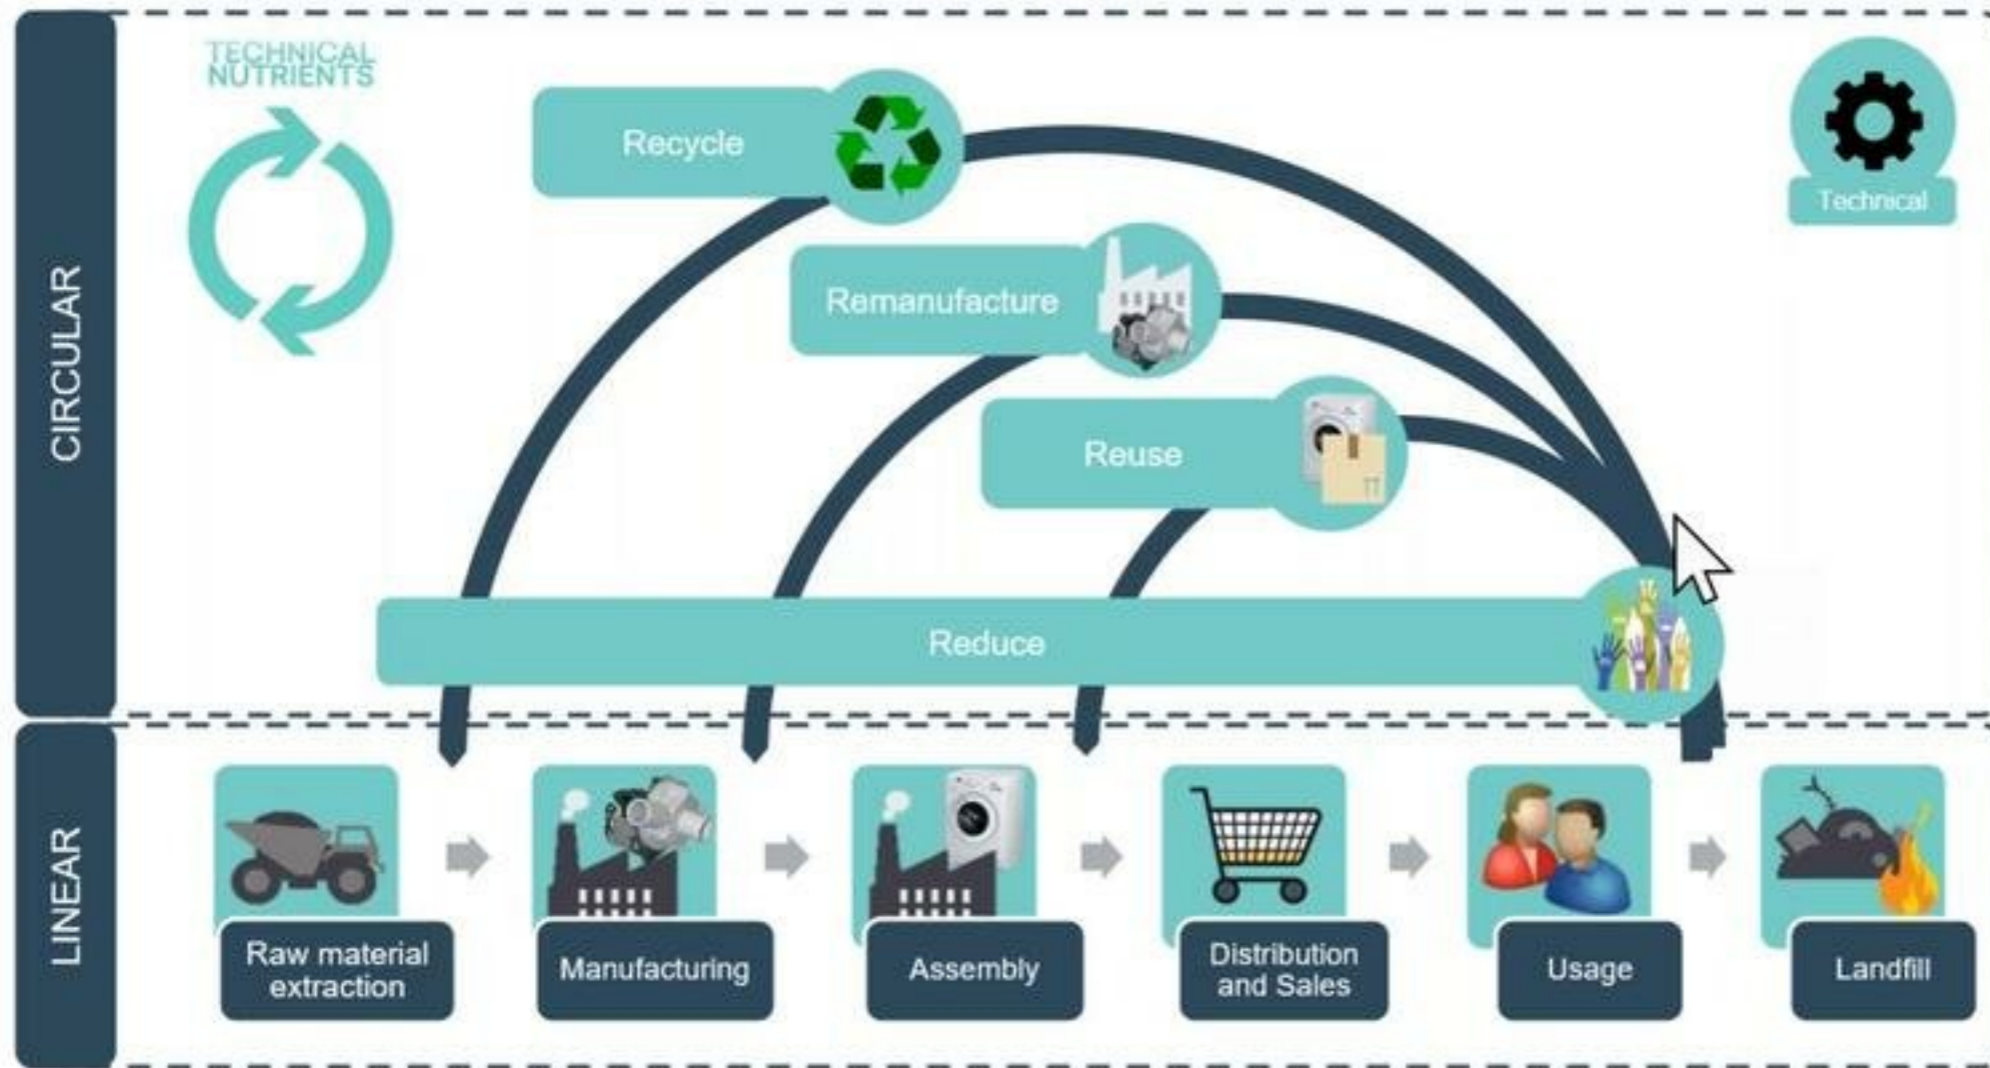 TECHNICAL
NUTRIENTS
Recycle
Technical
Remanufacture
Reuse
CIRCULAR
Reduce
LINEAR
Raw material
extraction
Manufacturing
Assembly
Distribution
and Sales
Usage
Landfill